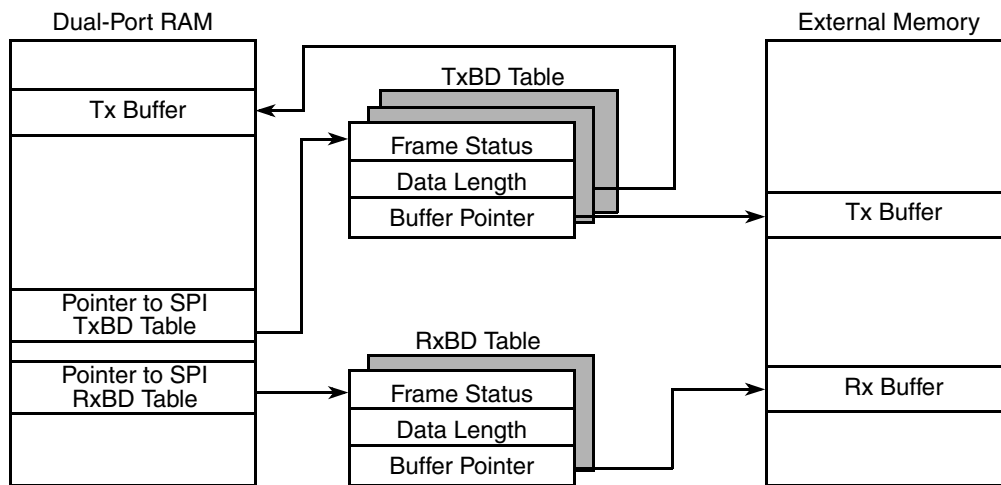 Dual-Port RAM
External Memory
TxBD Table
Tx Buffer
Frame Status
Data Length
Buffer Pointer
Tx Buffer
Pointer to SPI
TxBD Table
RxBD Table
Pointer to SPI
RxBD Table
Frame Status
Rx Buffer
Data Length
Buffer Pointer